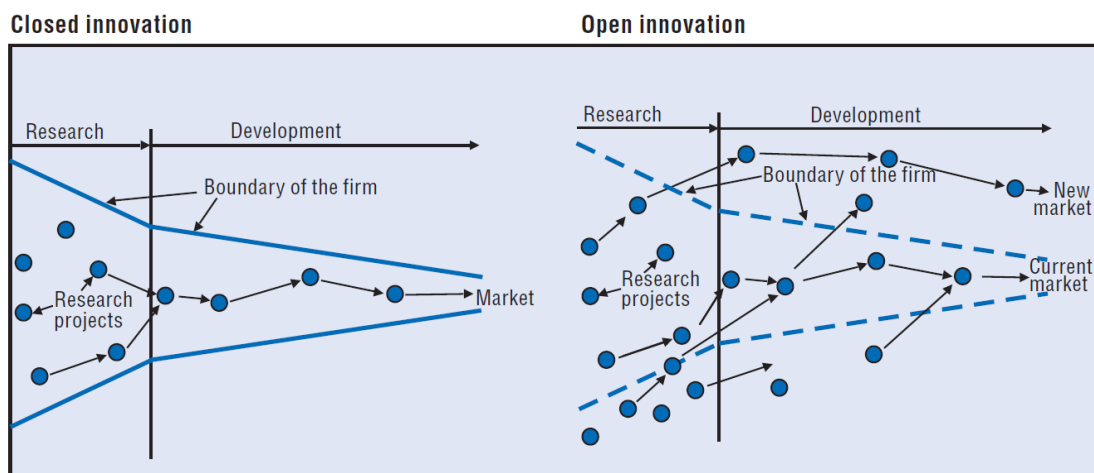 Closed innovation
Research
Development
Boundary of the firm
Research
projects
Market
Open innovation
Research
Development
Boundary of the firm
New
market
Research
projects
Current
market